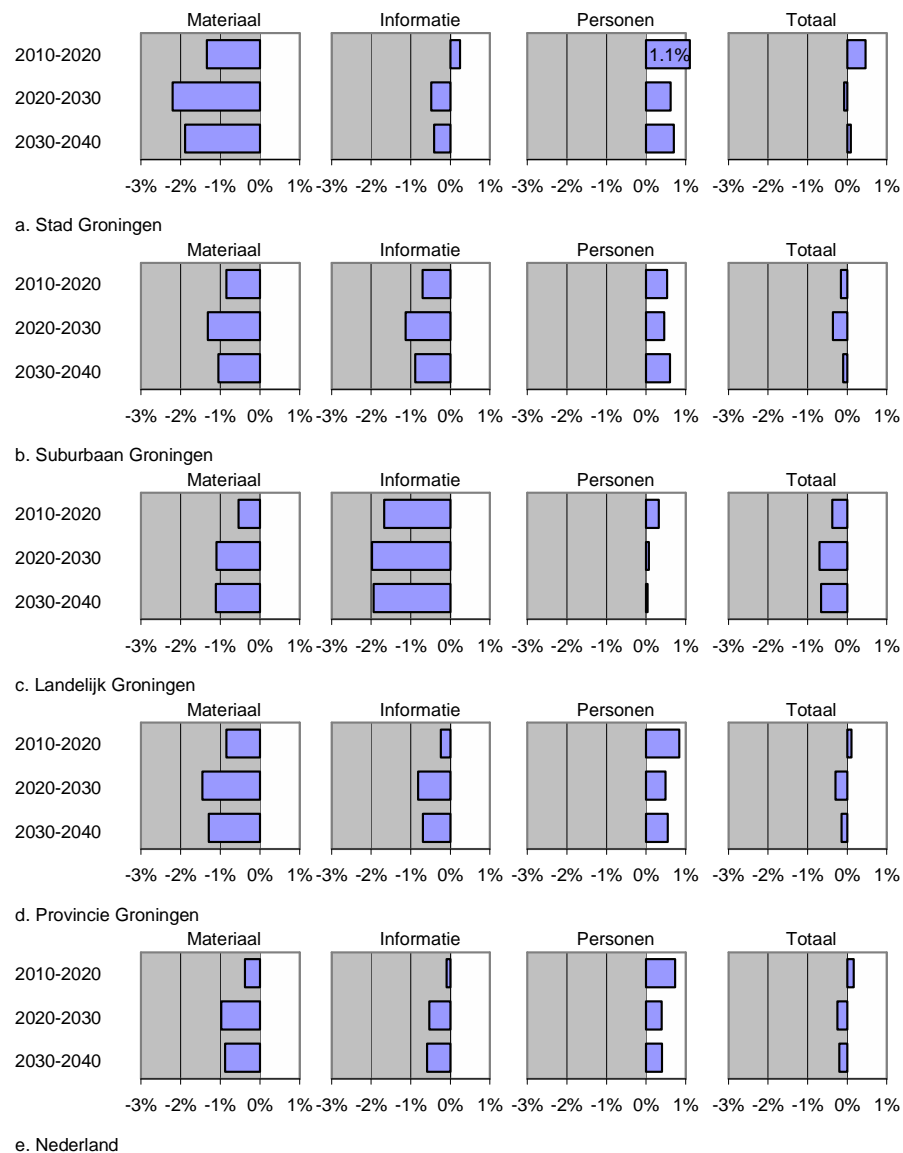 Materiaal Informatie Personen Totaal
2010-2020 1.1%
2020-2030
2030-2040
-3% -2% -1% 0% 1% -3% -2% -1% 0% 1% -3% -2% -1% 0% 1% -3% -2% -1% 0% 1%
a. Stad Groningen
Materiaal Informatie Personen Totaal
2010-2020
2020-2030
2030-2040
-3% -2% -1% 0% 1% -3% -2% -1% 0% 1% -3% -2% -1% 0% 1% -3% -2% -1% 0% 1%
b. Suburbaan Groningen
Materiaal Informatie Personen Totaal
2010-2020
2020-2030
2030-2040
-3% -2% -1% 0% 1% -3% -2% -1% 0% 1% -3% -2% -1% 0% 1% -3% -2% -1% 0% 1%
c. Landelijk Groningen
Materiaal Informatie Personen Totaal
2010-2020
2020-2030
2030-2040
-3% -2% -1% 0% 1% -3% -2% -1% 0% 1% -3% -2% -1% 0% 1% -3% -2% -1% 0% 1%
d. Provincie Groningen
Materiaal Informatie Personen Totaal
2010-2020
2020-2030
2030-2040
-3% -2% -1% 0% 1% -3% -2% -1% 0% 1% -3% -2% -1% 0% 1% -3% -2% -1% 0% 1%
e. Nederland